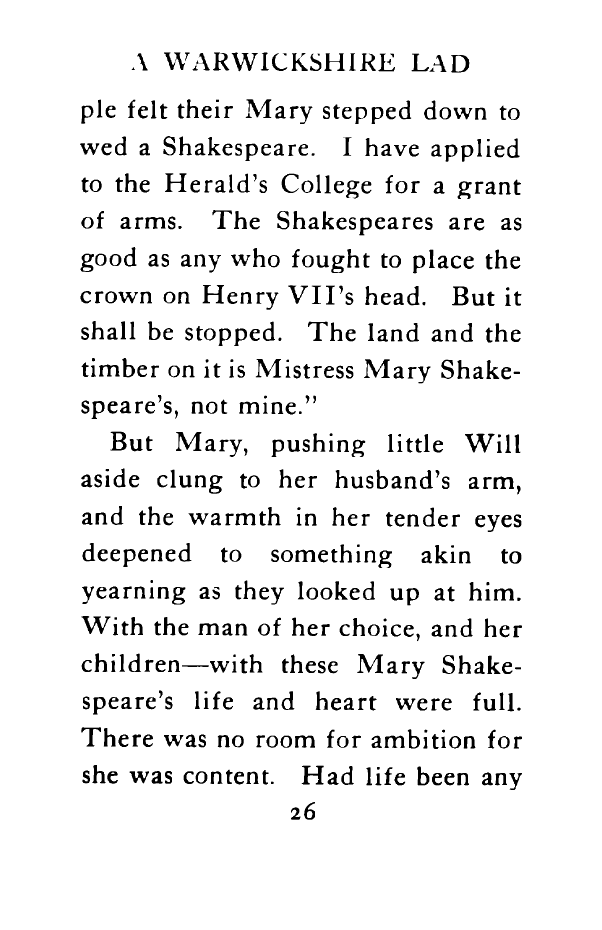 A WARWICKSHIRE LAD
ple felt their Mary stepped down to
wed a Shakespeare. I have applied
to the Herald's College for a grant
of arms. The Shakespeares are as
good as any who fought to place the
crown on Henry VII's head. But it
shall be stopped. The land and the
timber on it is Mistress Mary Shake-
speare's, not mine."
But Mary, pushing little Will
aside clung to her husband's arm,
and the warmth in her tender eyes
deepened to something akin to
yearning as they looked up at him.
With the man of her choice, and her
children—with these Mary Shake-
speare's life and heart were full.
There was no room for ambition for
she was content. Had life been any
26